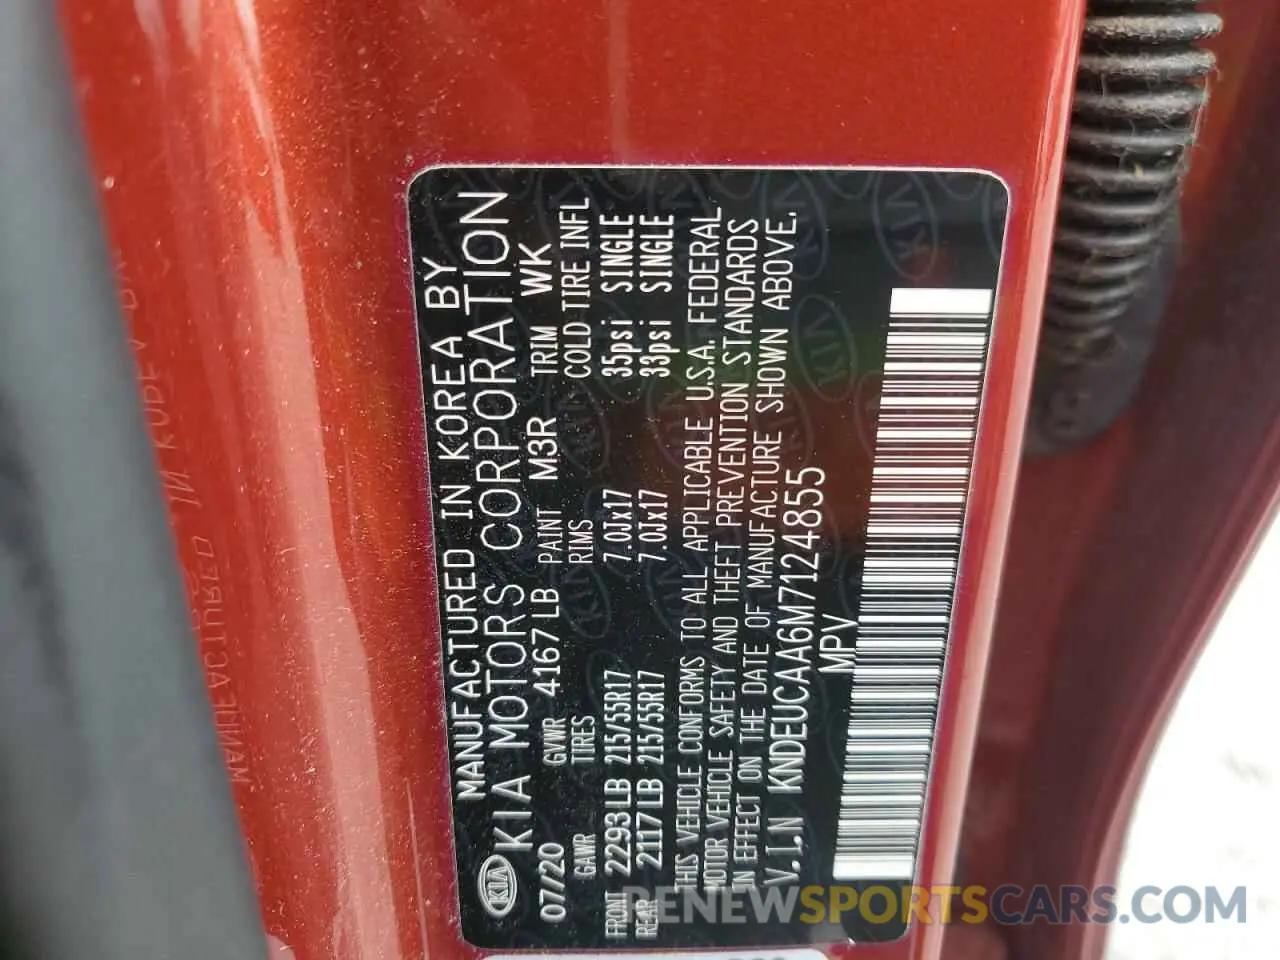 MANUFACTURED IN KOREA BY
KIA KIA MOTORS CORPORATION
07/20 GVWR 4167 LB PAINT M3R TRIM WK
GAWR TIRES RIMS COLD TIRE INFL
FRONT 2293 LB 215/55R17 7.0Jx17 35psi SINGLE
REAR 2117 LB 215/55R17 7.0Jx17 33psi SINGLE
THIS VEHICLE CONFORMS TO ALL APPLICABLE U.S.A. FEDERAL
MOTOR VEHICLE SAFETY AND THEFT PREVENTION STANDARDS
IN EFFECT ON THE DATE OF MANUFACTURE SHOWN ABOVE.
V.I.N KNDEUCAA6M7124855
MPV
RENEWSPORTSCARS.COM